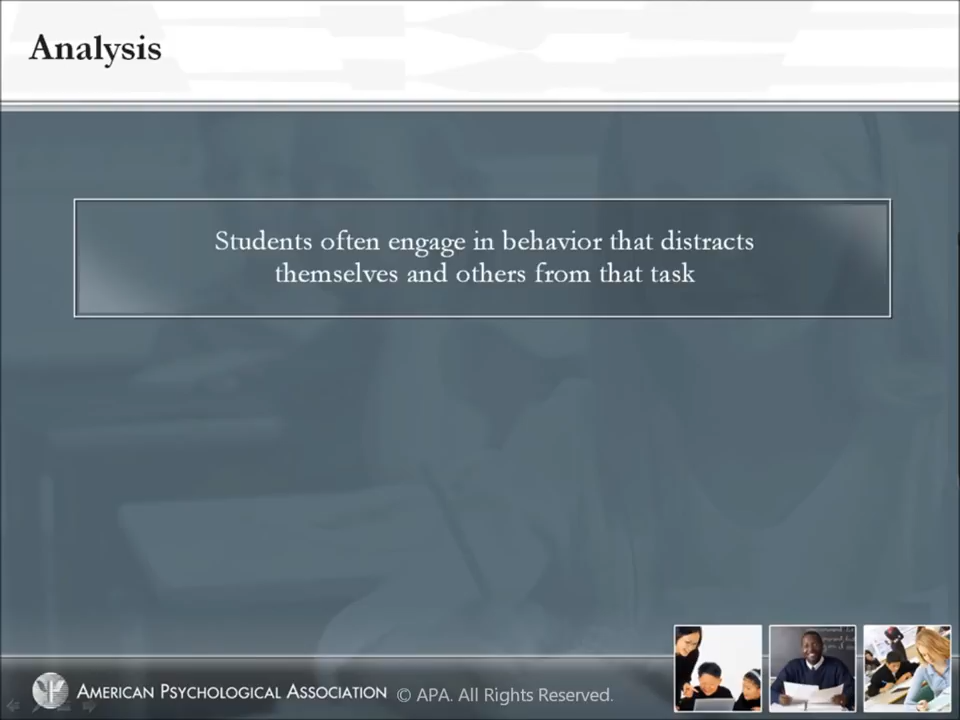 Analysis
Students often engage in behavior that distracts
themselves and others from that task
AMERICAN PSYCHOLOGICAL ASSOCIATION © APA. All Rights Reserved.